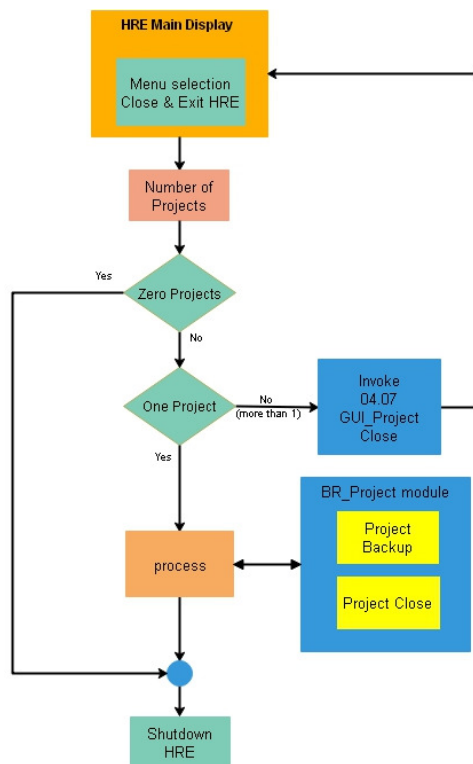 HRE Main Display
Menu selection
Close & Exit HRE
Number of
Projects
Yes
Zero Projects
No
One Project
No
(more than 1)
Invoke
04.07
GUI_Project
Close
Yes
BR_Project module
Project
Backup
process
Project Close
Shutdown
HRE